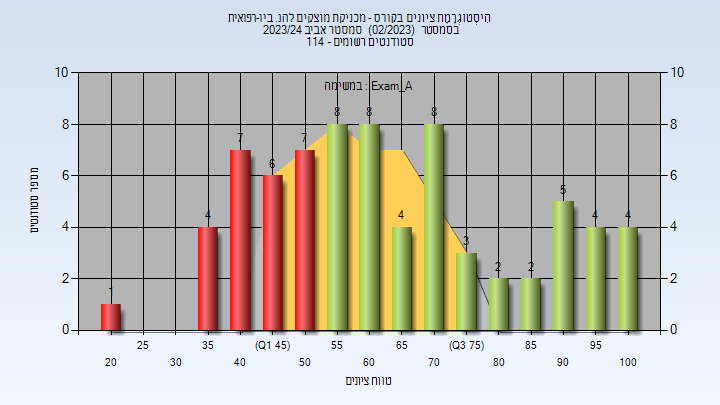 הִיסְטוֹגְרָמַת ציונים בקורס - מכניקת מוצקים להנ. ביו-רפואית
בסמסטר (02/2023) סמסטר אביב 2023/24
סטודנטים רשומים - 114
במשימה : Exam_A
מספר סטודנטים
10 10
8 8
6 6
4 4
2 2
0 0
1 4 7 6 7 8 8 4 8 3 2 2 5 4 4
25 35 (Q1 45) 55 65 (Q3 75) 85 95
20 30 40 50 60 70 80 90 100
טווח ציונים